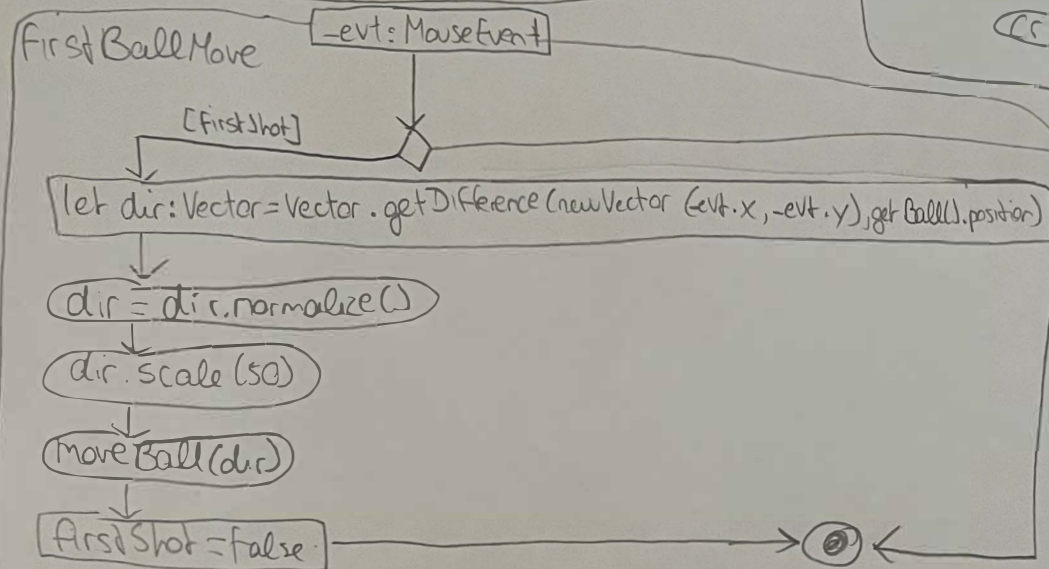 firstBallMove
_evt: MouseEvent
[firstShot]
let dir: Vector = Vector.getDifference(new Vector(_evt.x, _evt.y), getBall().position)
dir = dir.normalize()
dir.scale(50)
moveBall(dir)
firstShot = false